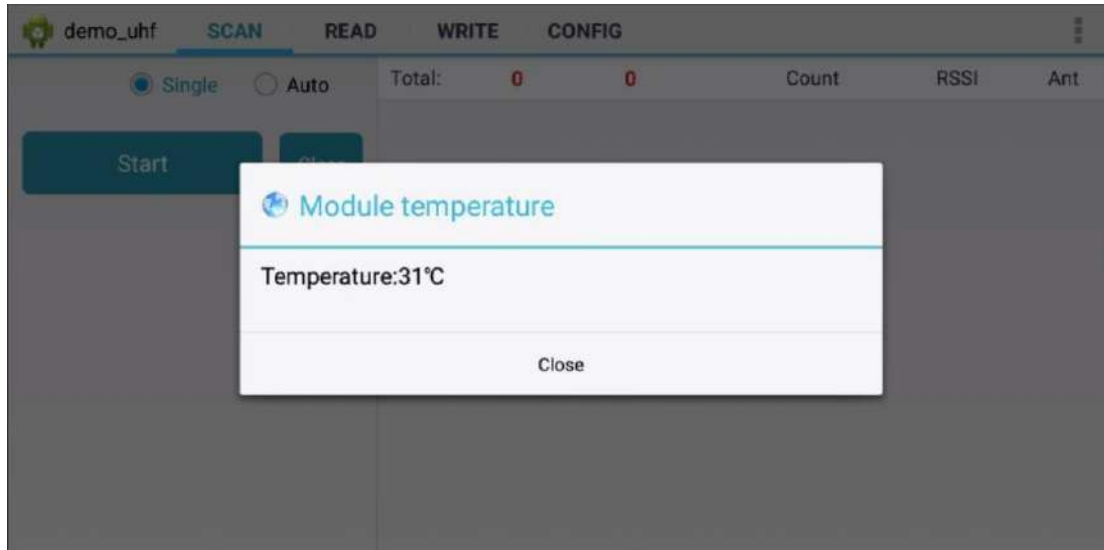 demo_uhf SCAN READ WRITE CONFIG
Single Auto Total: 0 0 Count RSSI Ant
Start
Module temperature
Temperature:31℃
Close